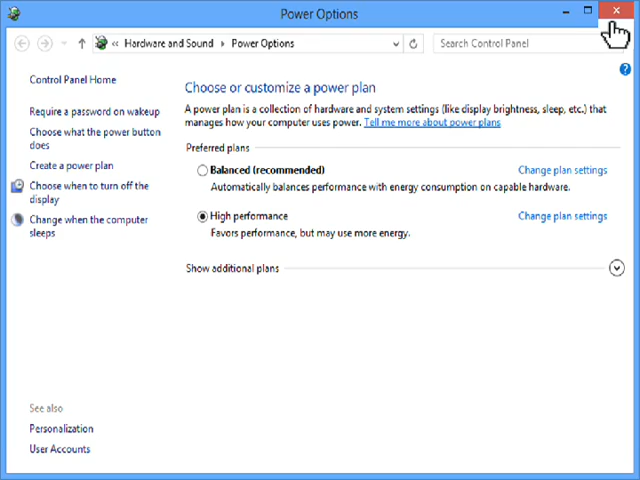 Power Options
« Hardware and Sound Power Options
Search Control Panel
Control Panel Home
Require a password on wakeup
Choose what the power button
does
Create a power plan
Choose when to turn off the
display
Change when the computer
sleeps
Choose or customize a power plan
A power plan is a collection of hardware and system settings (like display brightness, sleep, etc.) that
manages how your computer uses power. Tell me more about power plans
Preferred plans
Balanced (recommended) Change plan settings
Automatically balances performance with energy consumption on capable hardware.
High performance Change plan settings
Favors performance, but may use more energy.
Show additional plans
See also
Personalization
User Accounts